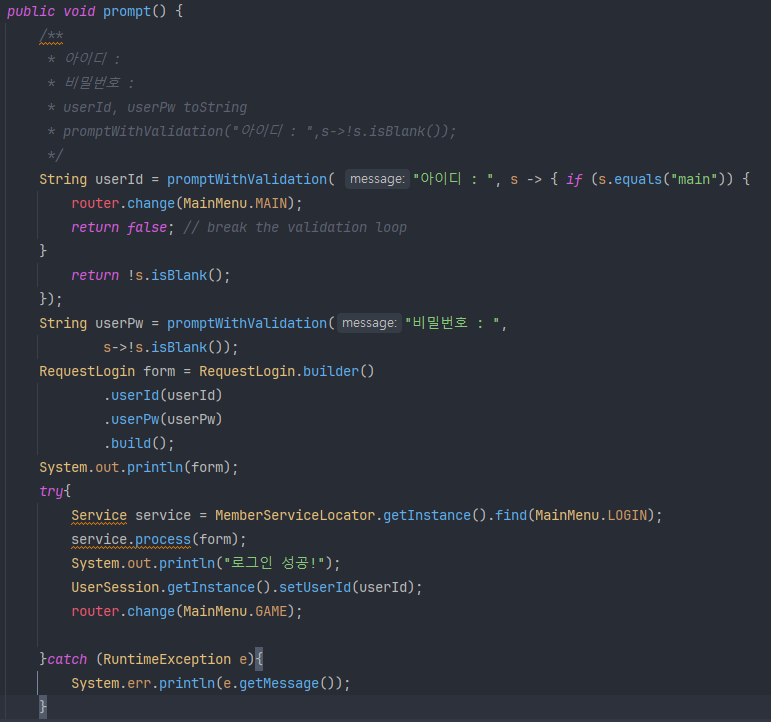 public void prompt() {
/**
* 아이디 :
* 비밀번호 :
* userId, userPw toString
* promptWithValidation("아이디 : ",s->!s.isBlank());
*/
String userId = promptWithValidation( message: "아이디 : ", s -> { if (s.equals("main")) {
router.change(MainMenu.MAIN);
return false; // break the validation loop
}
return !s.isBlank();
});
String userPw = promptWithValidation( message: "비밀번호 : ",
s->!s.isBlank());
RequestLogin form = RequestLogin.builder()
.userId(userId)
.userPw(userPw)
.build();
System.out.println(form);
try{
Service service = MemberServiceLocator.getInstance().find(MainMenu.LOGIN);
service.process(form);
System.out.println("로그인 성공!");
UserSession.getInstance().setUserId(userId);
router.change(MainMenu.GAME);
}catch (RuntimeException e){
System.err.println(e.getMessage());
}